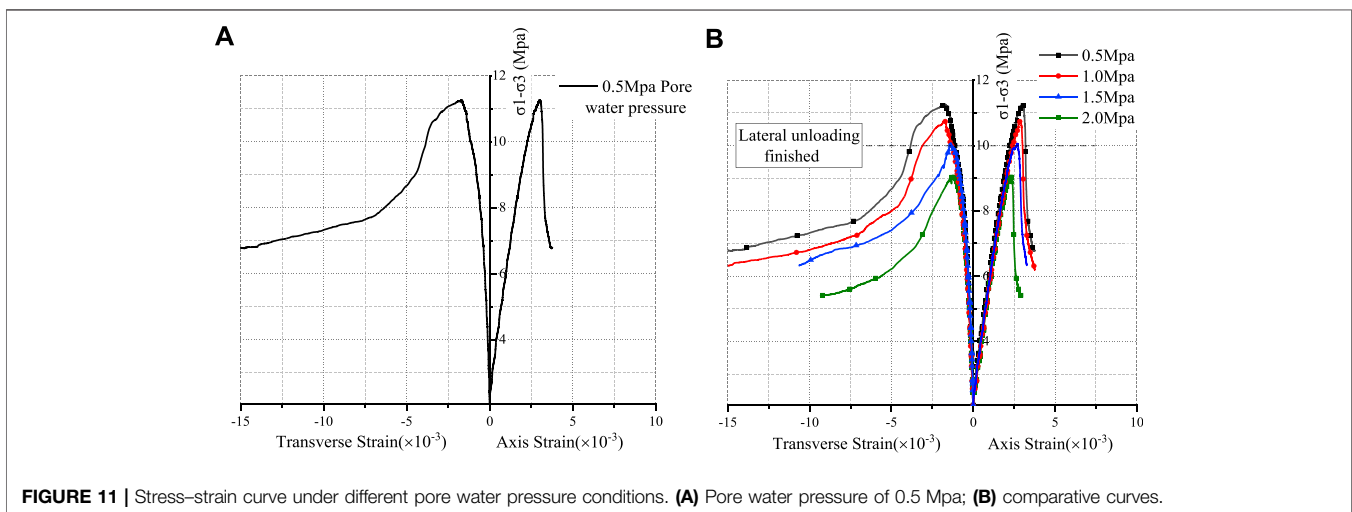 A
σ1-σ3 (Mpa)
12
10
8
6
4
0.5Mpa Pore
water pressure
-15
-10
-5
0
5
10
Transverse Strain(×10-3)
Axis Strain(×10-3)
B
σ1-σ3 (Mpa)
12
10
8
6
4
0.5Mpa
1.0Mpa
1.5Mpa
2.0Mpa
Lateral unloading
finished
-15
-10
-5
0
5
10
Transverse Strain(×10-3)
Axis Strain(×10-3)
FIGURE 11 | Stress–strain curve under different pore water pressure conditions. (A) Pore water pressure of 0.5 Mpa; (B) comparative curves.